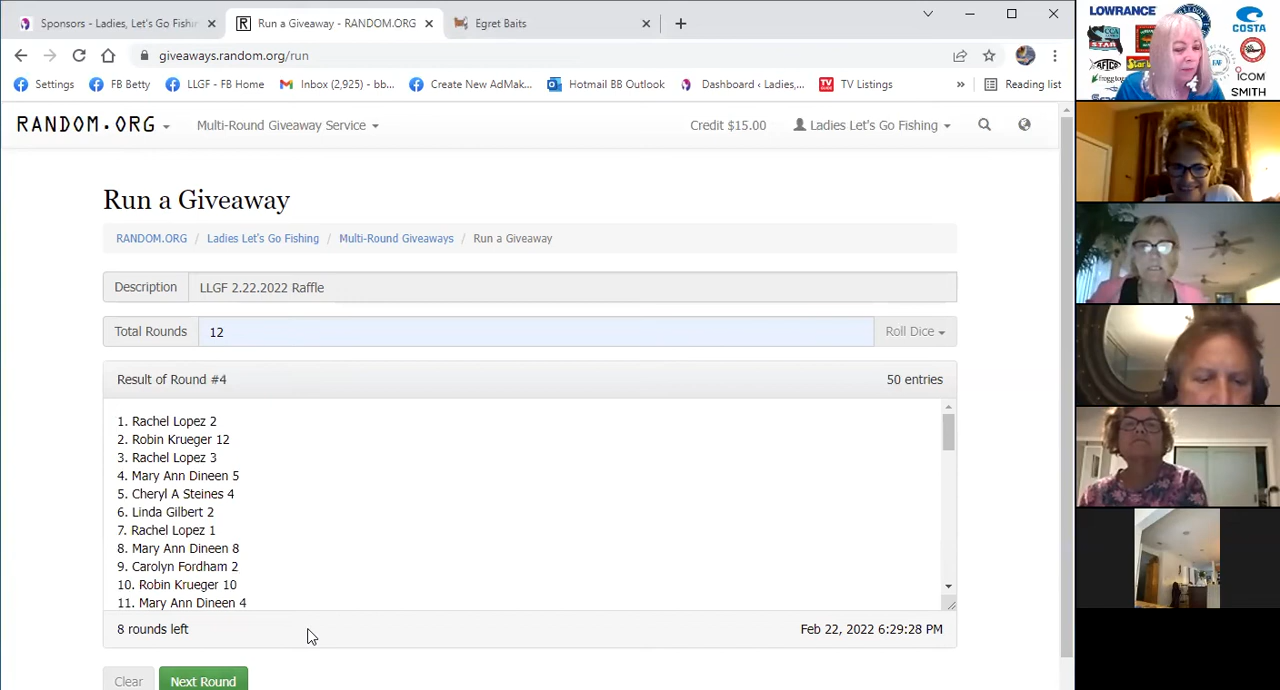 Sponsors - Ladies, Let's Go Fishin
Run a Giveaway - RANDOM.ORG
Egret Baits
giveaways.random.org/run
Settings
FB Betty
LLGF - FB Home
Inbox (2,925) - bb...
Create New AdMak...
Hotmail BB Outlook
Dashboard ‹ Ladies,...
TV Listings
»
Reading list
RANDOM.ORG
Multi-Round Giveaway Service
Credit $15.00
Ladies Let's Go Fishing
Run a Giveaway
RANDOM.ORG / Ladies Let's Go Fishing / Multi-Round Giveaways / Run a Giveaway
Description LLGF 2.22.2022 Raffle
Total Rounds 12 Roll Dice
Result of Round #4 50 entries
1. Rachel Lopez 2
2. Robin Krueger 12
3. Rachel Lopez 3
4. Mary Ann Dineen 5
5. Cheryl A Steines 4
6. Linda Gilbert 2
7. Rachel Lopez 1
8. Mary Ann Dineen 8
9. Carolyn Fordham 2
10. Robin Krueger 10
11. Mary Ann Dineen 4
8 rounds left Feb 22, 2022 6:29:28 PM
Clear Next Round
LOWRANCE
COSTA
STAR
AFTCO
ICOM
SMITH